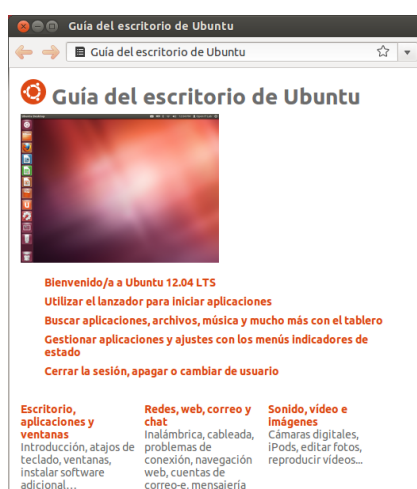 Guía del escritorio de Ubuntu
Guía del escritorio de Ubuntu
Guía del escritorio de Ubuntu
Bienvenido/a a Ubuntu 12.04 LTS
Utilizar el lanzador para iniciar aplicaciones
Buscar aplicaciones, archivos, música y mucho más con el tablero
Gestionar aplicaciones y ajustes con los menús indicadores de
estado
Cerrar la sesión, apagar o cambiar de usuario
Escritorio,
aplicaciones y
ventanas
Introducción, atajos de
teclado, ventanas,
instalar software
adicional…
Redes, web, correo y
chat
Inalámbrica, cableada,
problemas de
conexión, navegación
web, cuentas de
correo-e, mensajería
Sonido, vídeo e
imágenes
Cámaras digitales,
iPods, editar fotos,
reproducir vídeos...